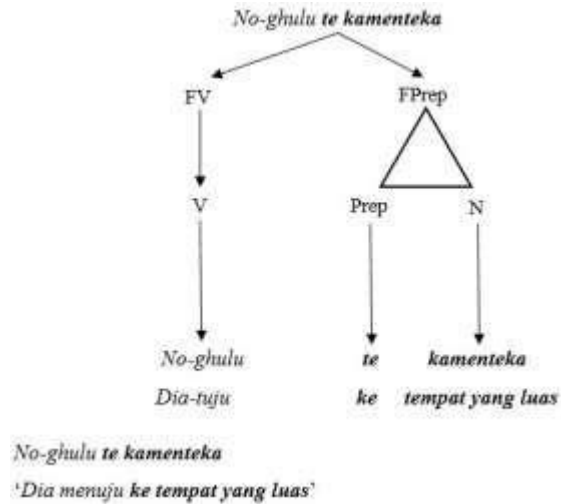 No-ghulu te kamenteka
FV FPrep
V Prep N
No-ghulu te kamenteka
Dia-tuju ke tempat yang luas
No-ghulu te kamenteka
‘Dia menuju ke tempat yang luas’